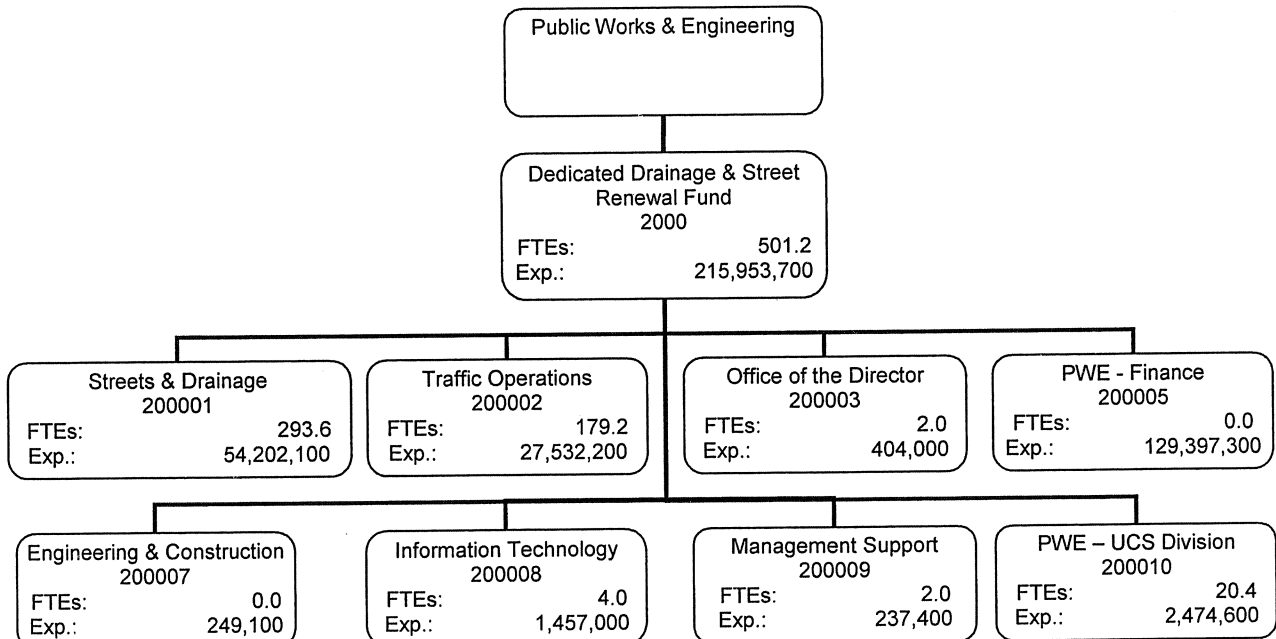 Public Works & Engineering
Dedicated Drainage & Street
Renewal Fund
2000
FTEs: 501.2
Exp.: 215,953,700
Streets & Drainage
200001
FTEs: 293.6
Exp.: 54,202,100
Traffic Operations
200002
FTEs: 179.2
Exp.: 27,532,200
Office of the Director
200003
FTEs: 2.0
Exp.: 404,000
PWE - Finance
200005
FTEs: 0.0
Exp.: 129,397,300
Engineering & Construction
200007
FTEs: 0.0
Exp.: 249,100
Information Technology
200008
FTEs: 4.0
Exp.: 1,457,000
Management Support
200009
FTEs: 2.0
Exp.: 237,400
PWE – UCS Division
200010
FTEs: 20.4
Exp.: 2,474,600